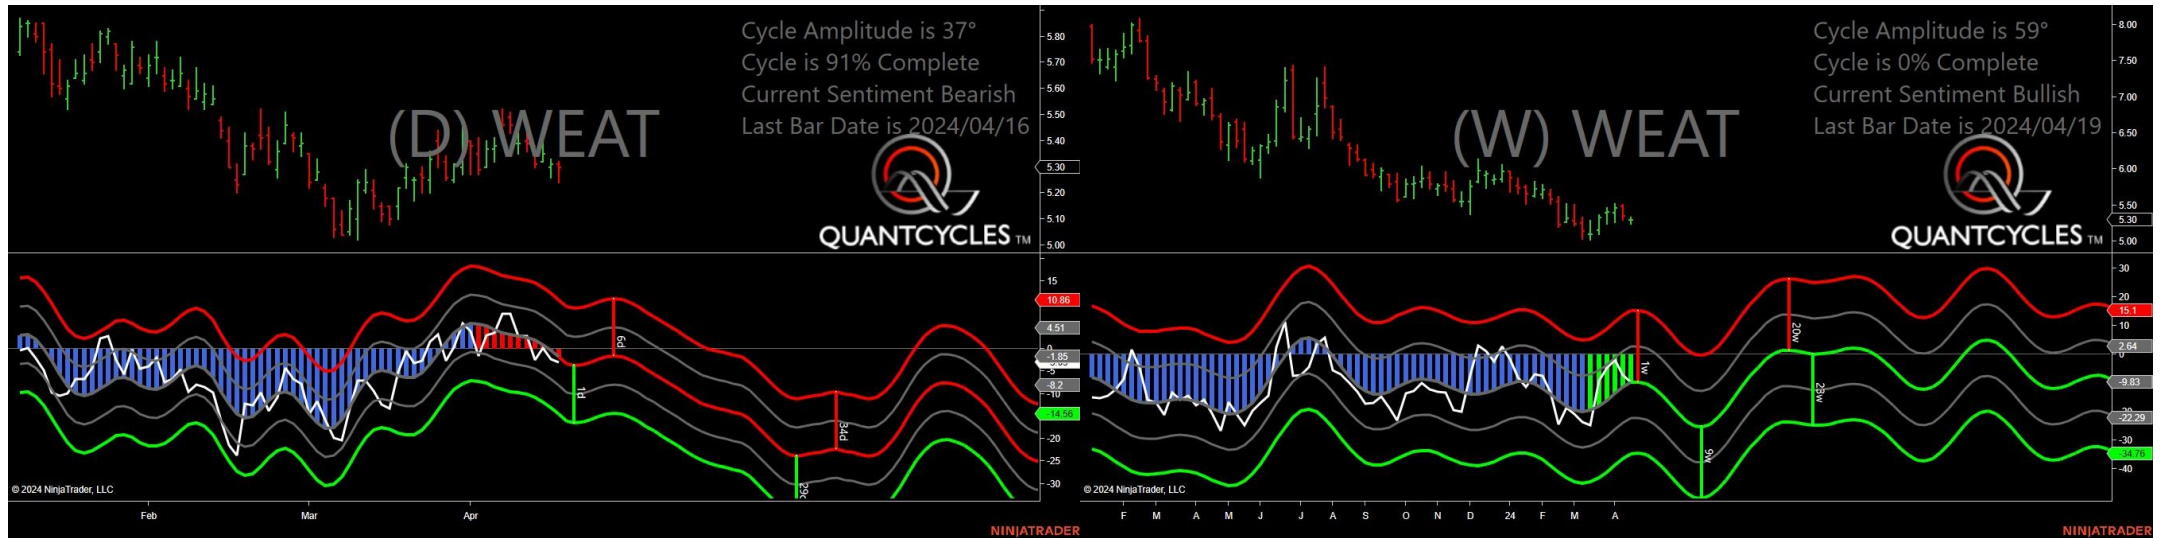 Cycle Amplitude is 37°
Cycle is 91% Complete
Current Sentiment Bearish
Last Bar Date is 2024/04/16
(D) WEAT
QUANTCYCLES TM
5.80
5.70
5.60
5.50
5.40
5.30
5.20
5.10
5.00
15
10.86
4.51
0
-1.85
-5
-8.2
-10
-14.56
-20
-25
-30
1d
6d
29d
34d
© 2024 NinjaTrader, LLC
Feb Mar Apr
NINJATRADER
Cycle Amplitude is 59°
Cycle is 0% Complete
Current Sentiment Bullish
Last Bar Date is 2024/04/19
(W) WEAT
QUANTCYCLES TM
8.00
7.50
7.00
6.50
6.00
5.50
5.30
5.00
30
20
15.1
10
2.64
0
-9.83
-22.29
-30
-34.76
-40
1w
9w
20w
23w
© 2024 NinjaTrader, LLC
F M A M J J A S O N D 24 F M A
NINJATRADER